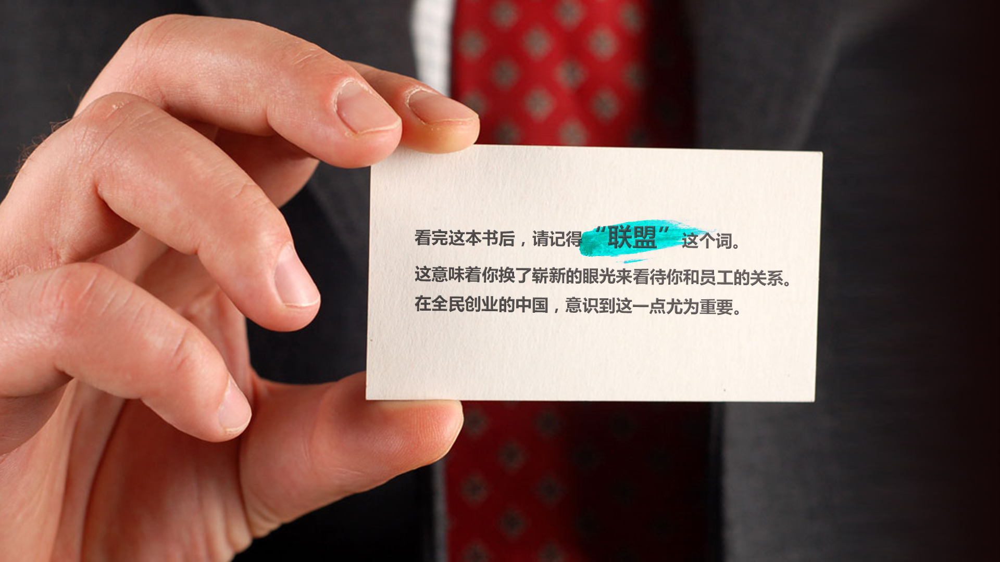 看完这本书后，请记得“联盟”这个词。
这意味着你换了崭新的眼光来看待你和员工的关系。
在全民创业的中国，意识到这一点尤为重要。